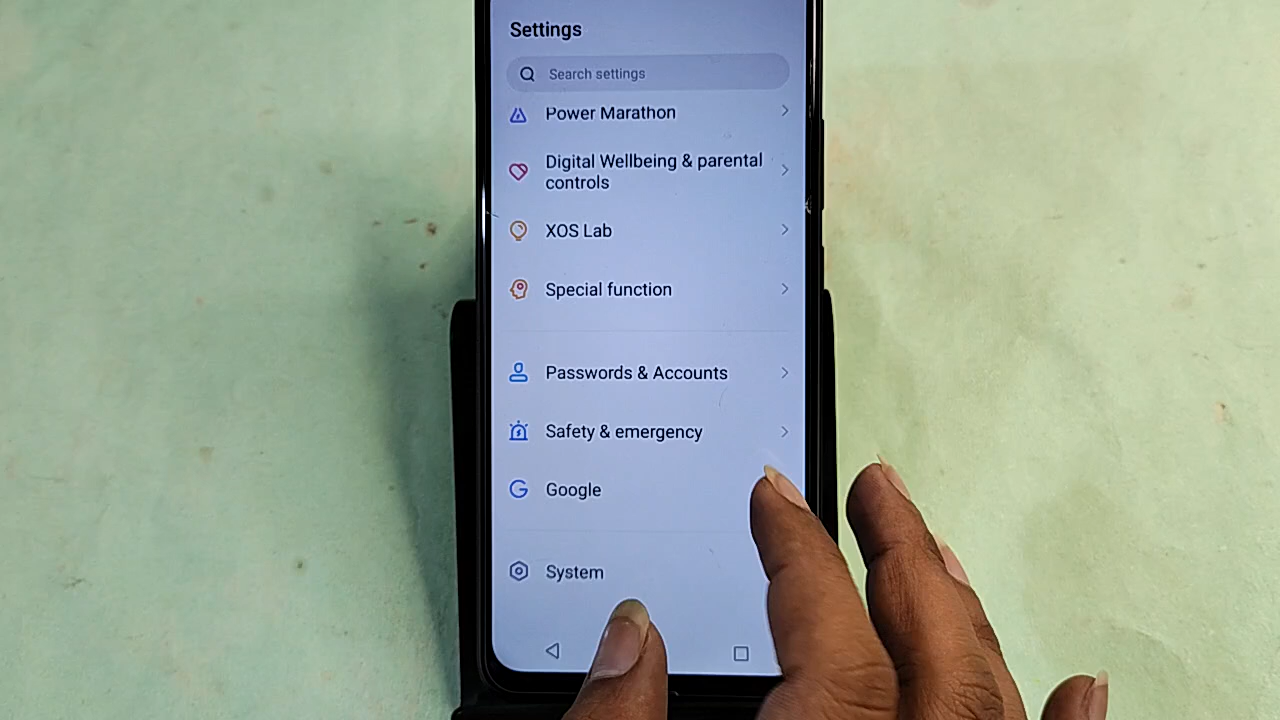 Settings
Search settings
Power Marathon
Digital Wellbeing & parental
controls
XOS Lab
Special function
Passwords & Accounts
Safety & emergency
Google
System